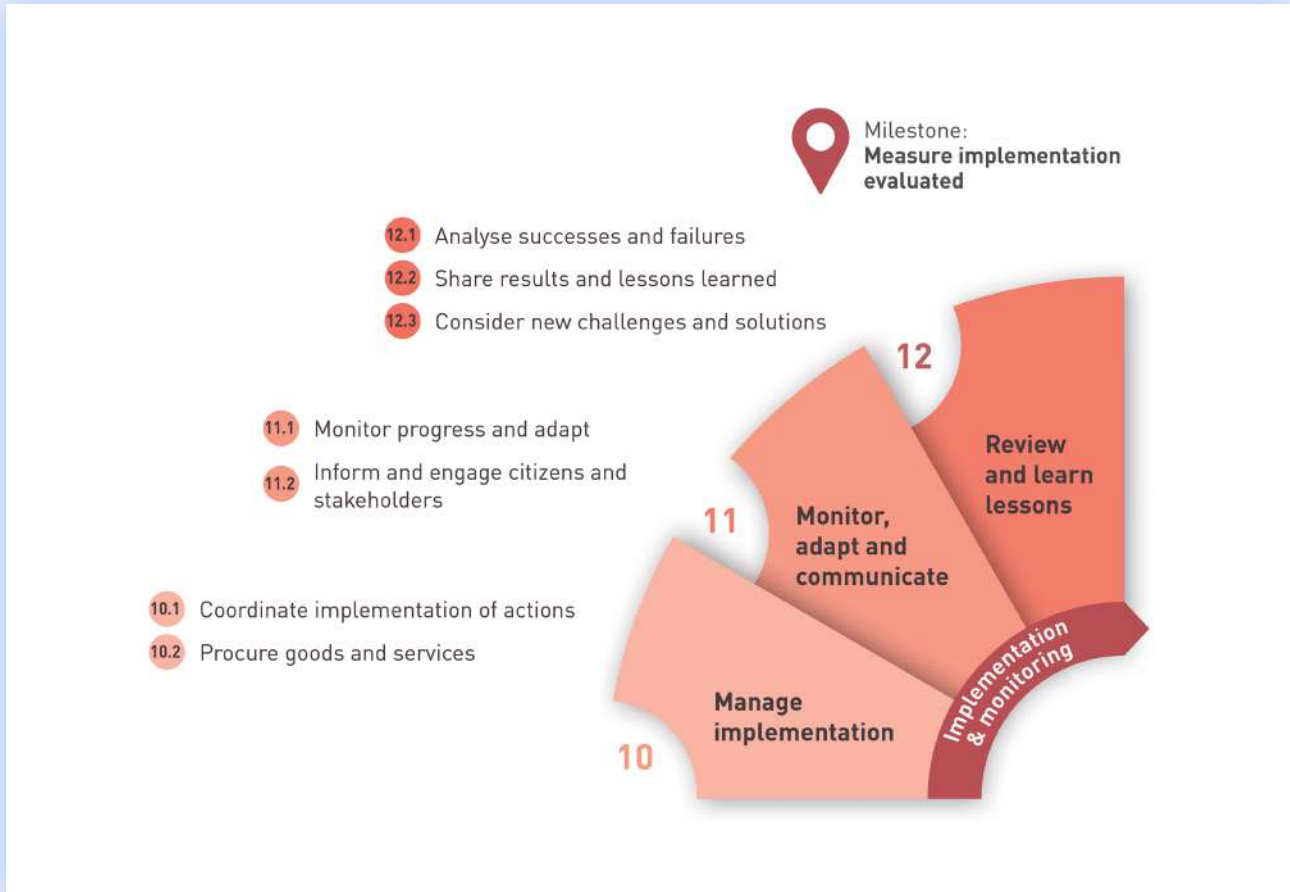 Milestone:
Measure implementation
evaluated
12.1 Analyse successes and failures
12.2 Share results and lessons learned
12.3 Consider new challenges and solutions
12
Review
and learn
lessons
11.1 Monitor progress and adapt
11.2 Inform and engage citizens and
stakeholders
11
Monitor,
adapt and
communicate
10.1 Coordinate implementation of actions
10.2 Procure goods and services
10
Manage
implementation
Implementation
& monitoring